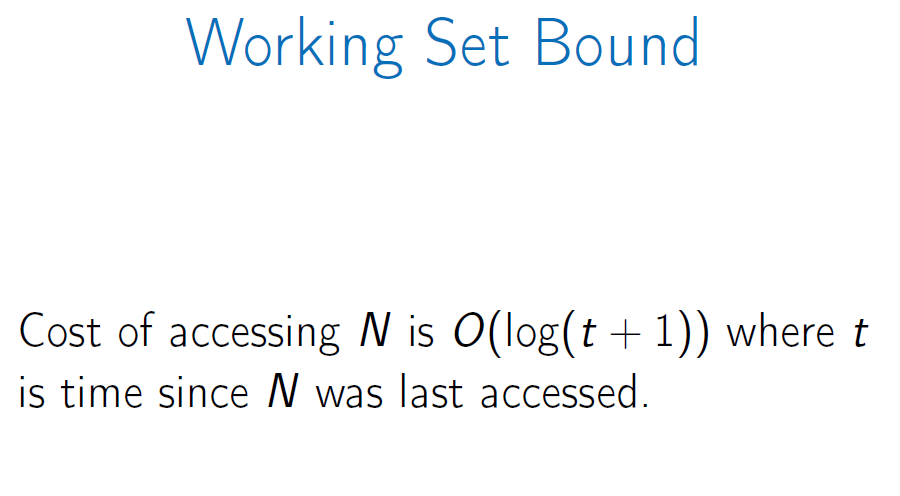 Working Set Bound
Cost of accessing N is O(log(t + 1)) where t
is time since N was last accessed.